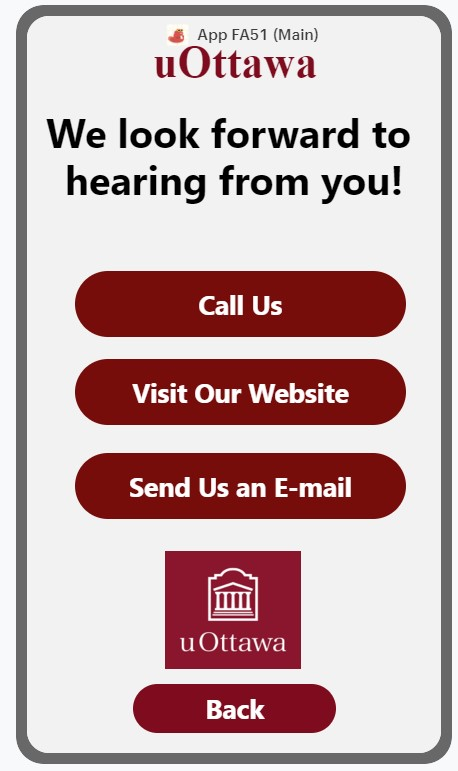 App FA51 (Main)
uOttawa
We look forward to
hearing from you!
Call Us
Visit Our Website
Send Us an E-mail
uOttawa
Back